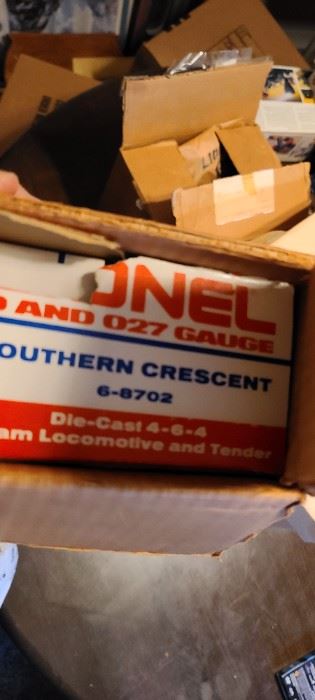 ONEL
O AND 027 GAUGE
OUTHERN CRESCENT
6-8702
Die-Cast 4-6-4
am Locomotive and Tender